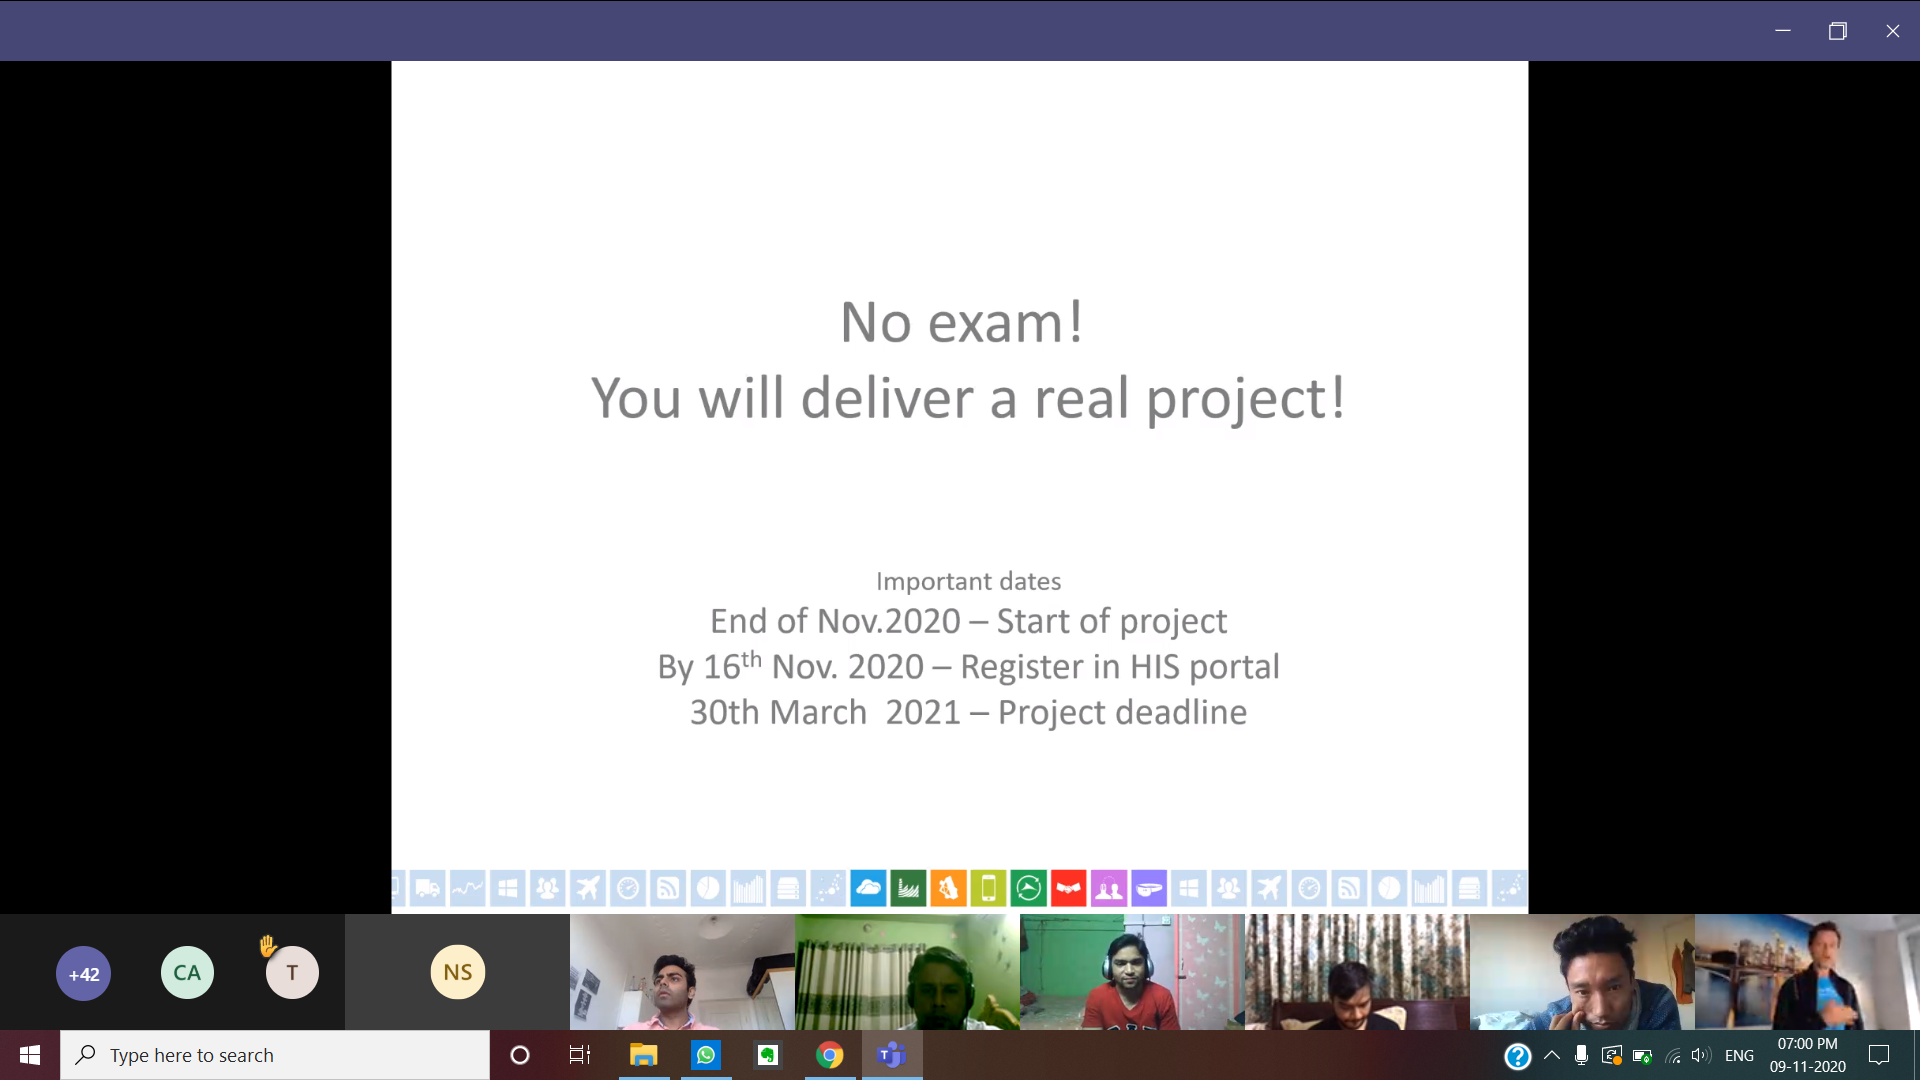 No exam!
You will deliver a real project!
Important dates
End of Nov.2020 – Start of project
By 16th Nov. 2020 – Register in HIS portal
30th March  2021 – Project deadline
+42
CA
T
NS
Type here to search
ENG
07:00 PM
09-11-2020